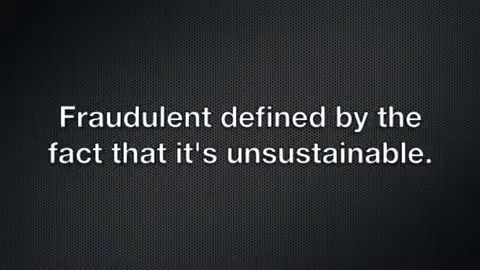 Fraudulent defined by the
fact that it's unsustainable.